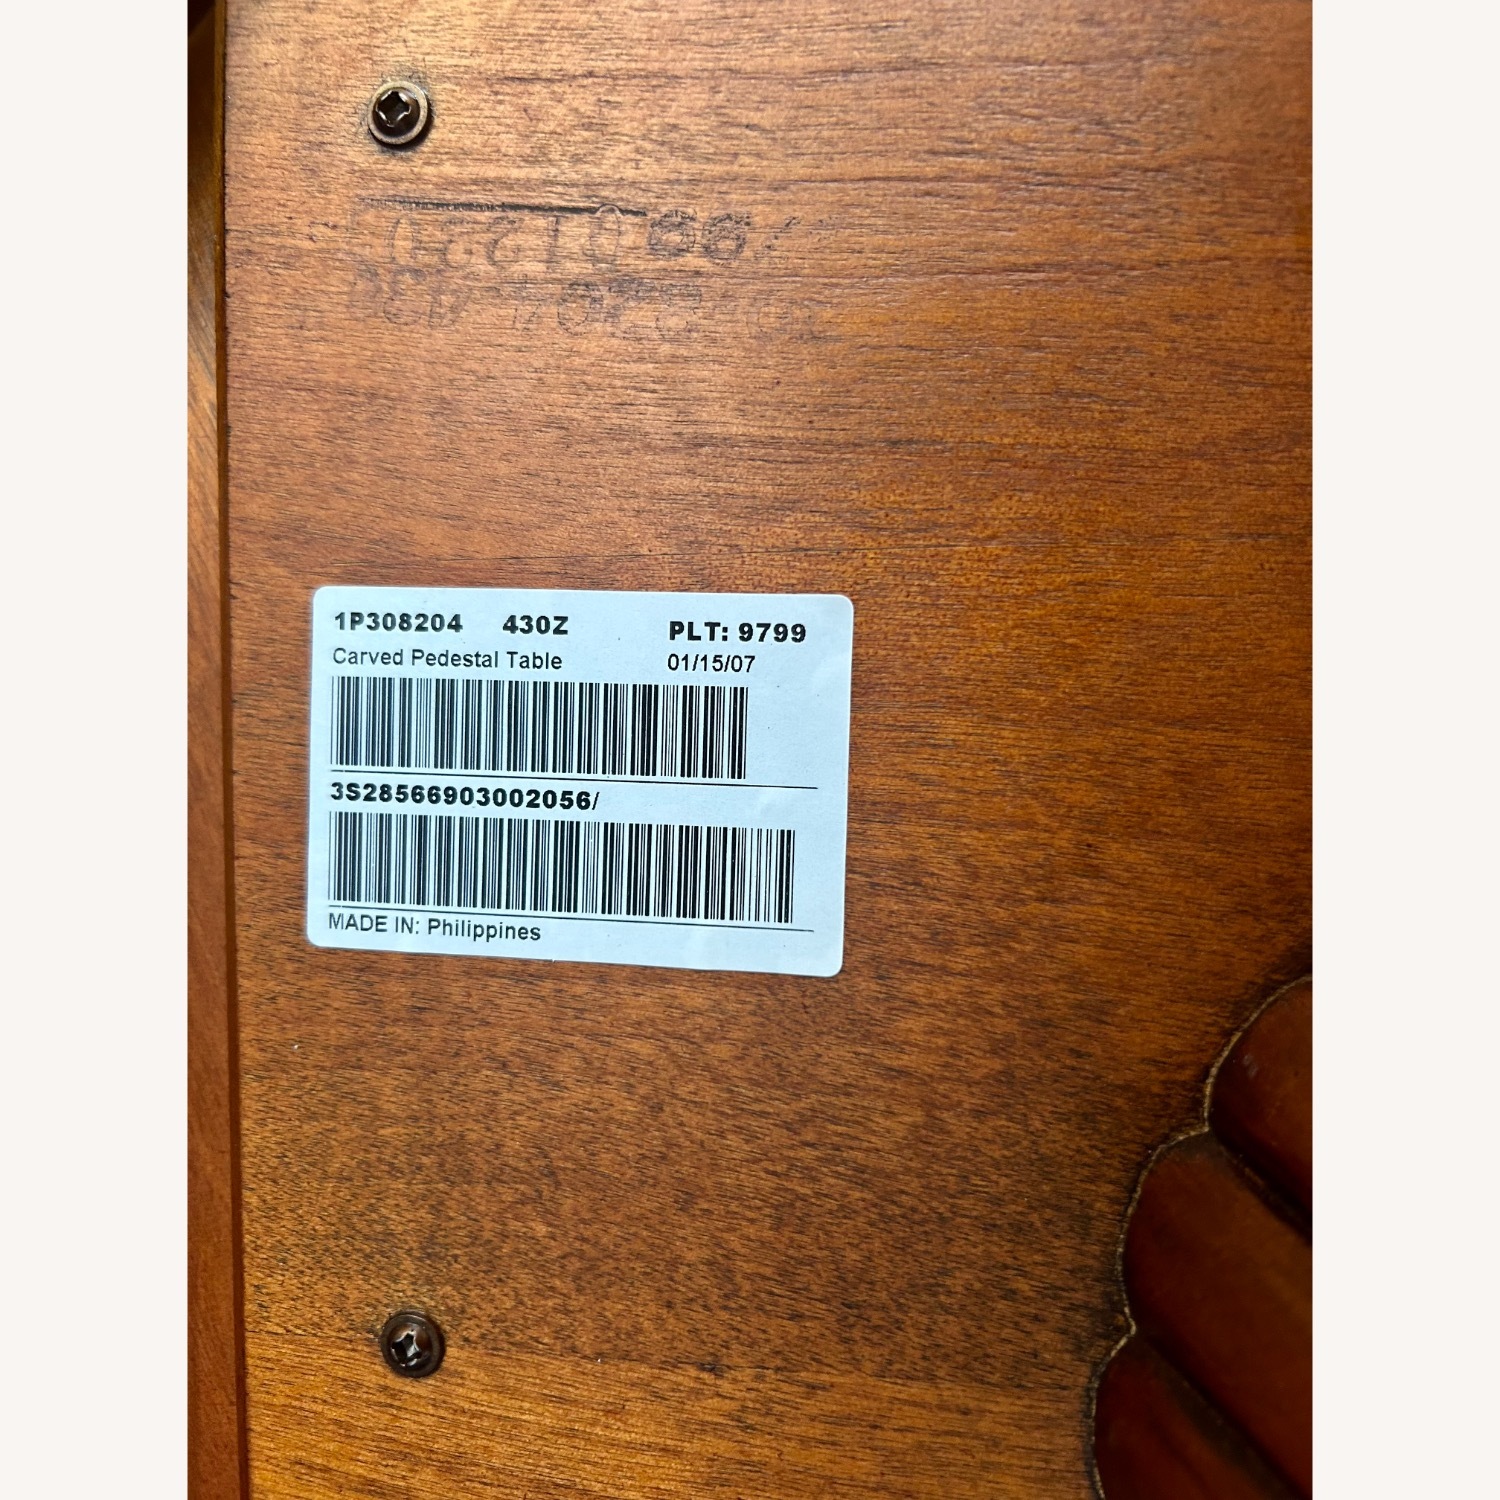 1P308204 430Z PLT: 9799
Carved Pedestal Table 01/15/07
3S28566903002056/
MADE IN: Philippines